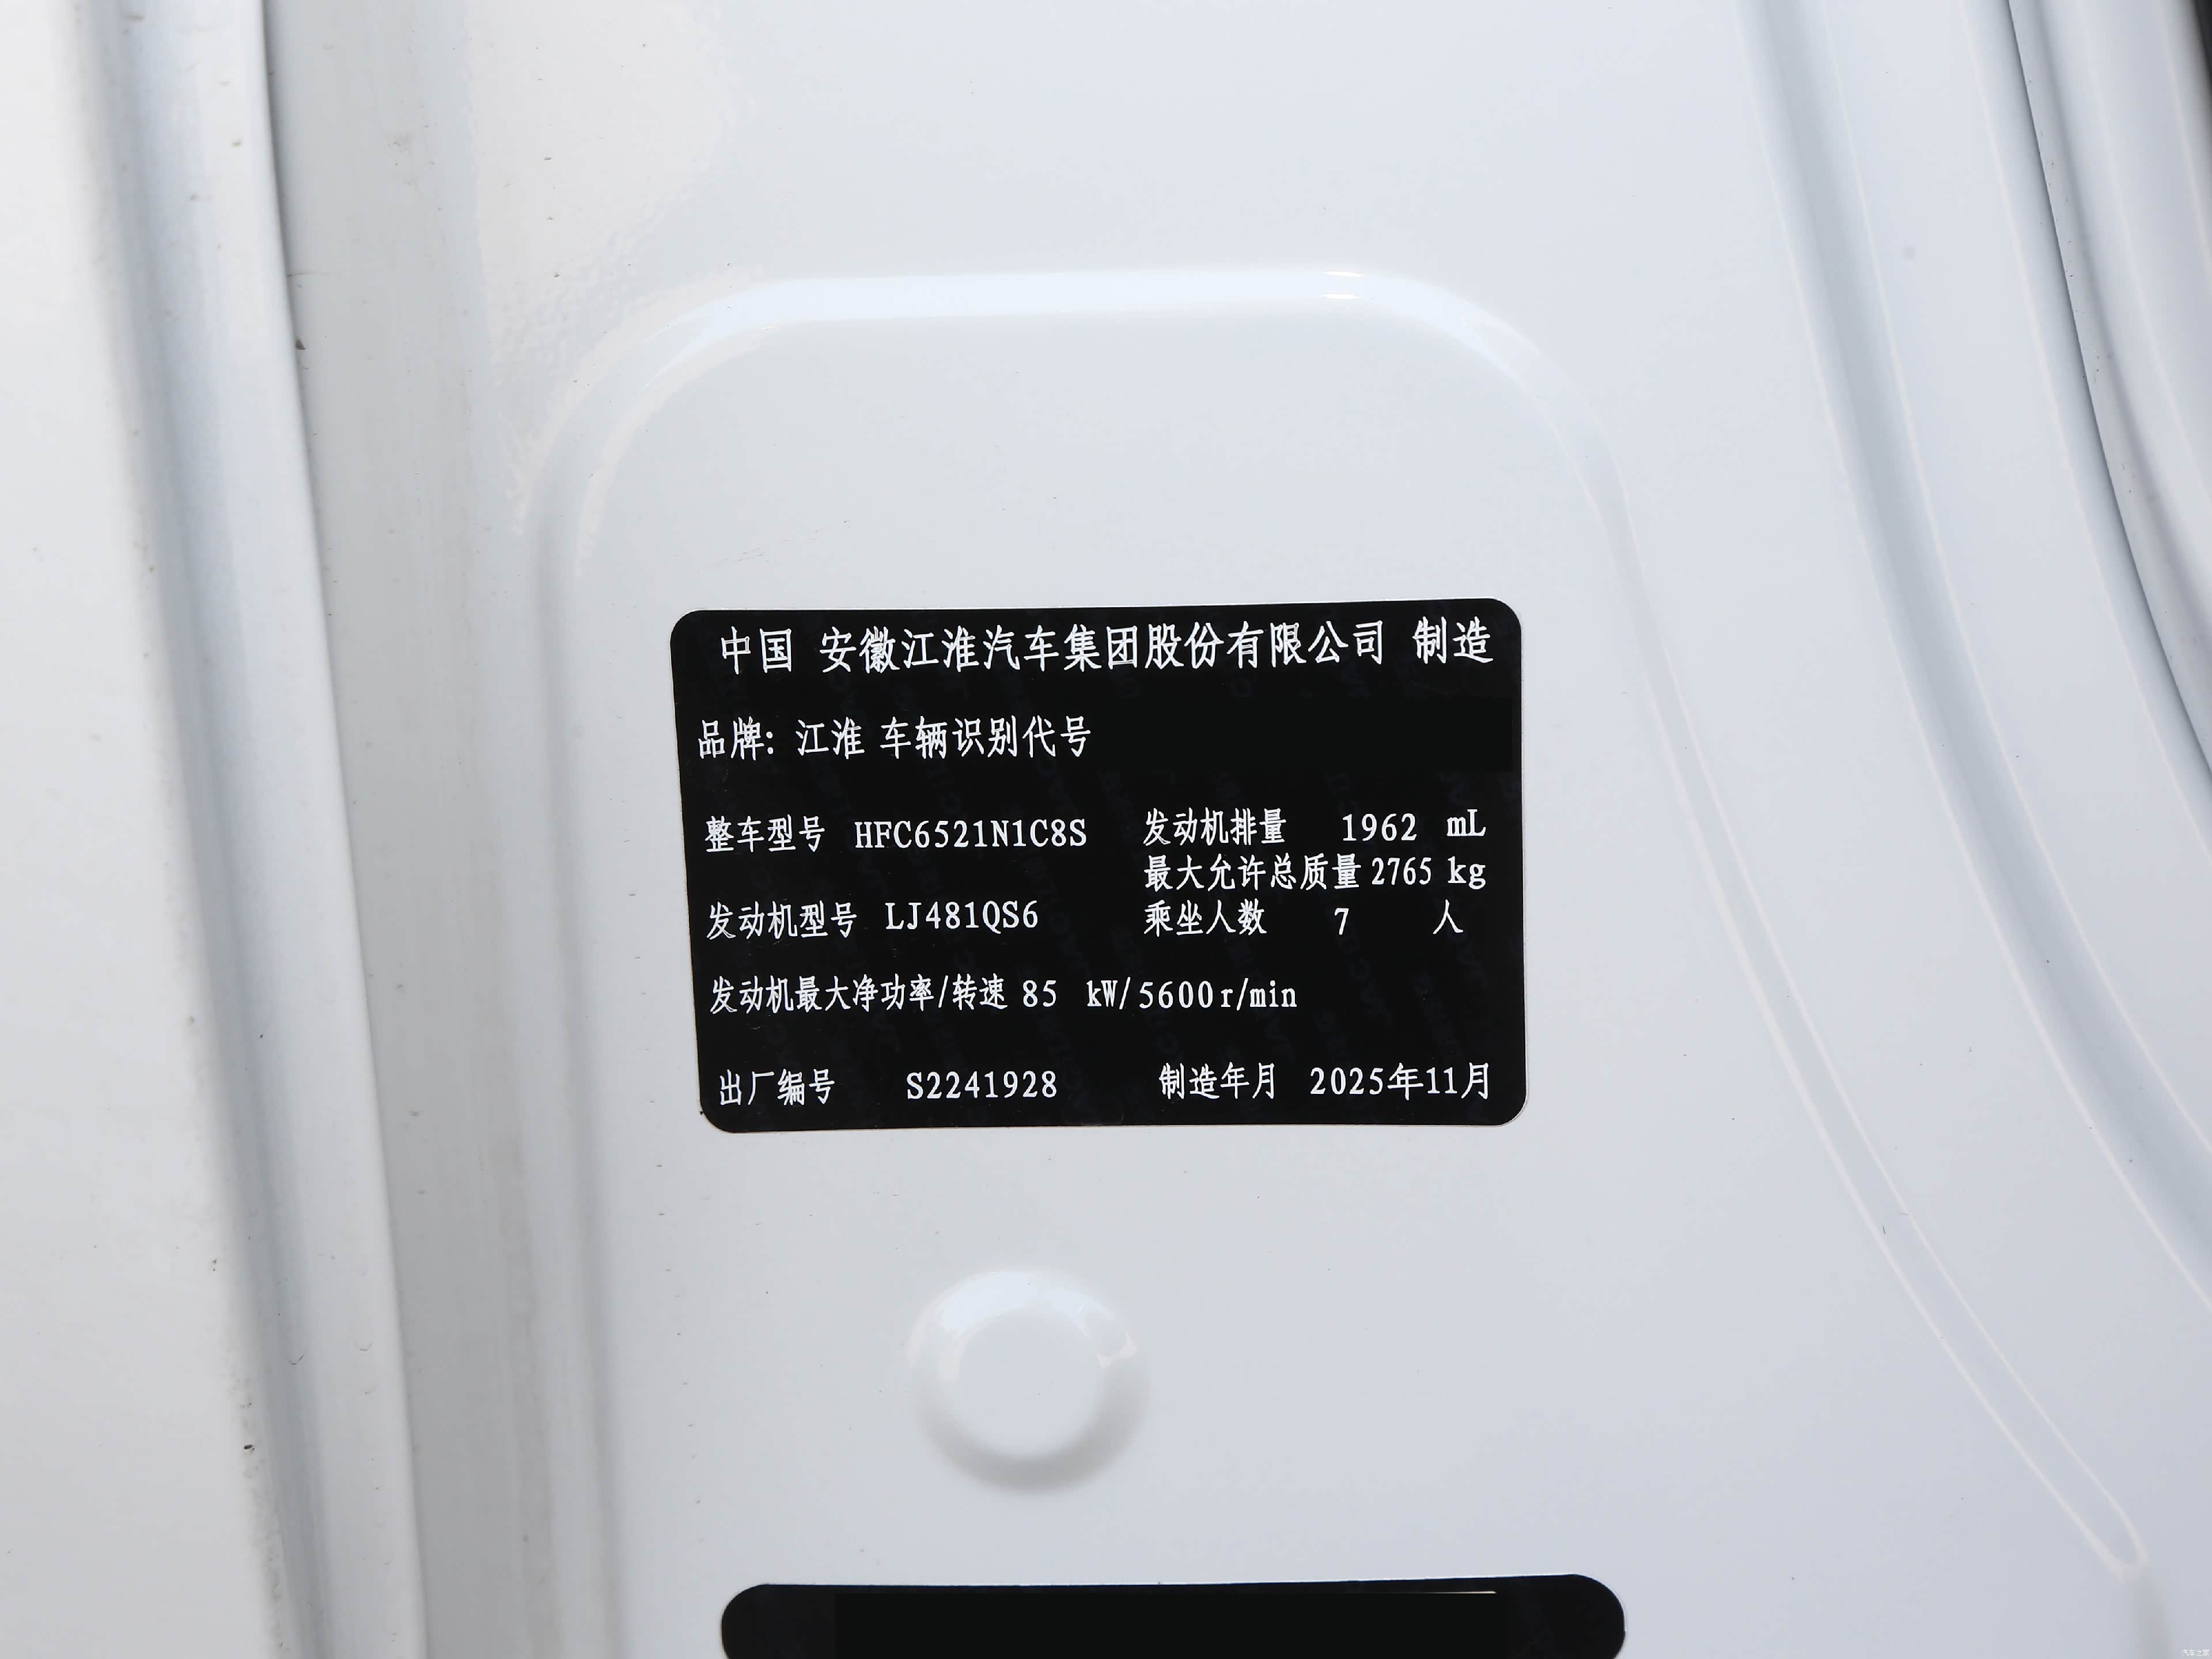 中国 安徽江淮汽车集团股份有限公司 制造
品牌: 江淮 车辆识别代号
整车型号 HFC6521N1C8S 发动机排量 1962 mL
最大允许总质量 2765 kg
发动机型号 LJ481QS6 乘坐人数 7 人
发动机最大净功率/转速 85 kW/5600r/min
出厂编号 S2241928 制造年月 2025年11月
汽车之家